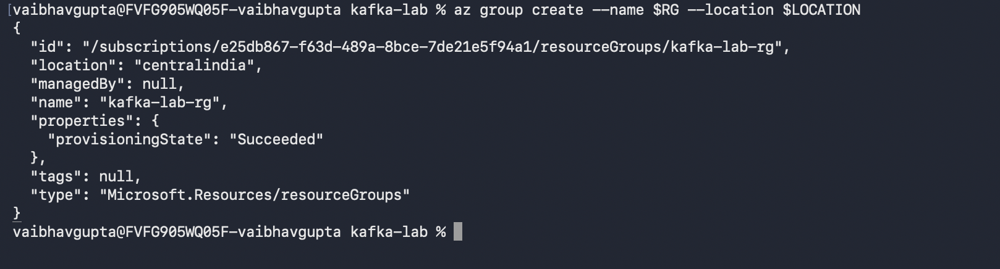 [vaibhavgupta@FVFG905WQ05F-vaibhavgupta kafka-lab % az group create --name $RG --location $LOCATION
{
  "id": "/subscriptions/e25db867-f63d-489a-8bce-7de21e5f94a1/resourceGroups/kafka-lab-rg",
  "location": "centralindia",
  "managedBy": null,
  "name": "kafka-lab-rg",
  "properties": {
    "provisioningState": "Succeeded"
  },
  "tags": null,
  "type": "Microsoft.Resources/resourceGroups"
}
vaibhavgupta@FVFG905WQ05F-vaibhavgupta kafka-lab %